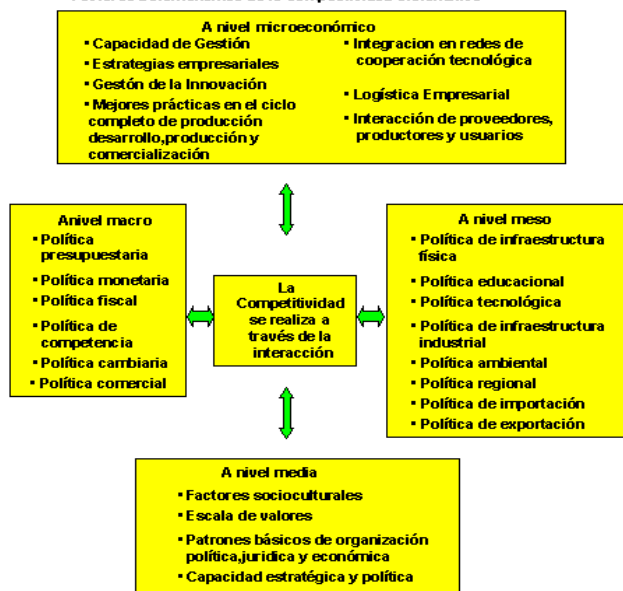 A nivel microeconómico
▪ Capacidad de Gestión
▪ Estrategias empresariales
▪ Gestón de la Innovación
▪ Mejores prácticas en el ciclo
completo de producción
desarrollo,producción y
comercialización
▪ Integracion en redes de
cooperación tecnológica
▪ Logística Empresarial
▪ Interacción de proveedores,
productores y usuarios
Anivel macro
▪ Política
presupuestaria
▪ Política monetaria
▪ Política fiscal
▪ Política de
competencia
▪ Política cambiaria
▪ Política comercial
La
Competitividad
se realiza a
través de la
interacción
A nivel meso
▪ Política de infraestructura
física
▪ Política educacional
▪ Política tecnológica
▪ Política de infraestructura
industrial
▪ Política ambiental
▪ Política regional
▪ Política de importación
▪ Política de exportación
A nivel media
▪ Factores socioculturales
▪ Escala de valores
▪ Patrones básicos de organización
política,juridica y económica
▪ Capacidad estratégica y política